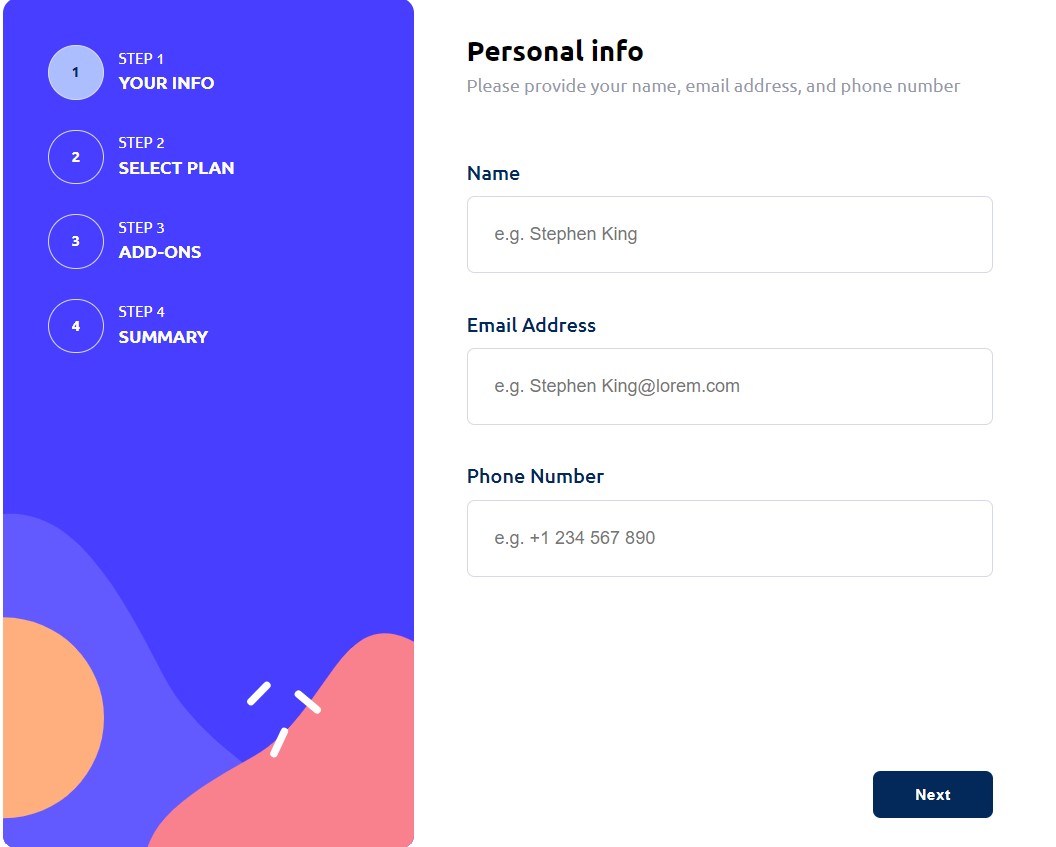 1
STEP 1
YOUR INFO
2
STEP 2
SELECT PLAN
3
STEP 3
ADD-ONS
4
STEP 4
SUMMARY
Personal info
Please provide your name, email address, and phone number
Name
e.g. Stephen King
Email Address
e.g. Stephen King@lorem.com
Phone Number
e.g. +1 234 567 890
Next